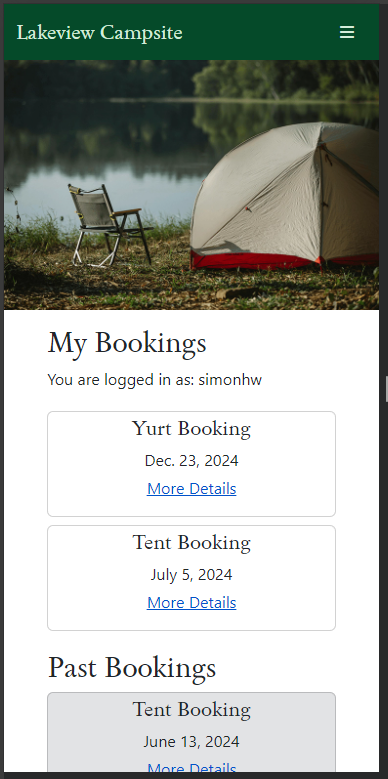 Lakeview Campsite
My Bookings
You are logged in as: simonhw
Yurt Booking
Dec. 23, 2024
More Details
Tent Booking
July 5, 2024
More Details
Past Bookings
Tent Booking
June 13, 2024
More Details